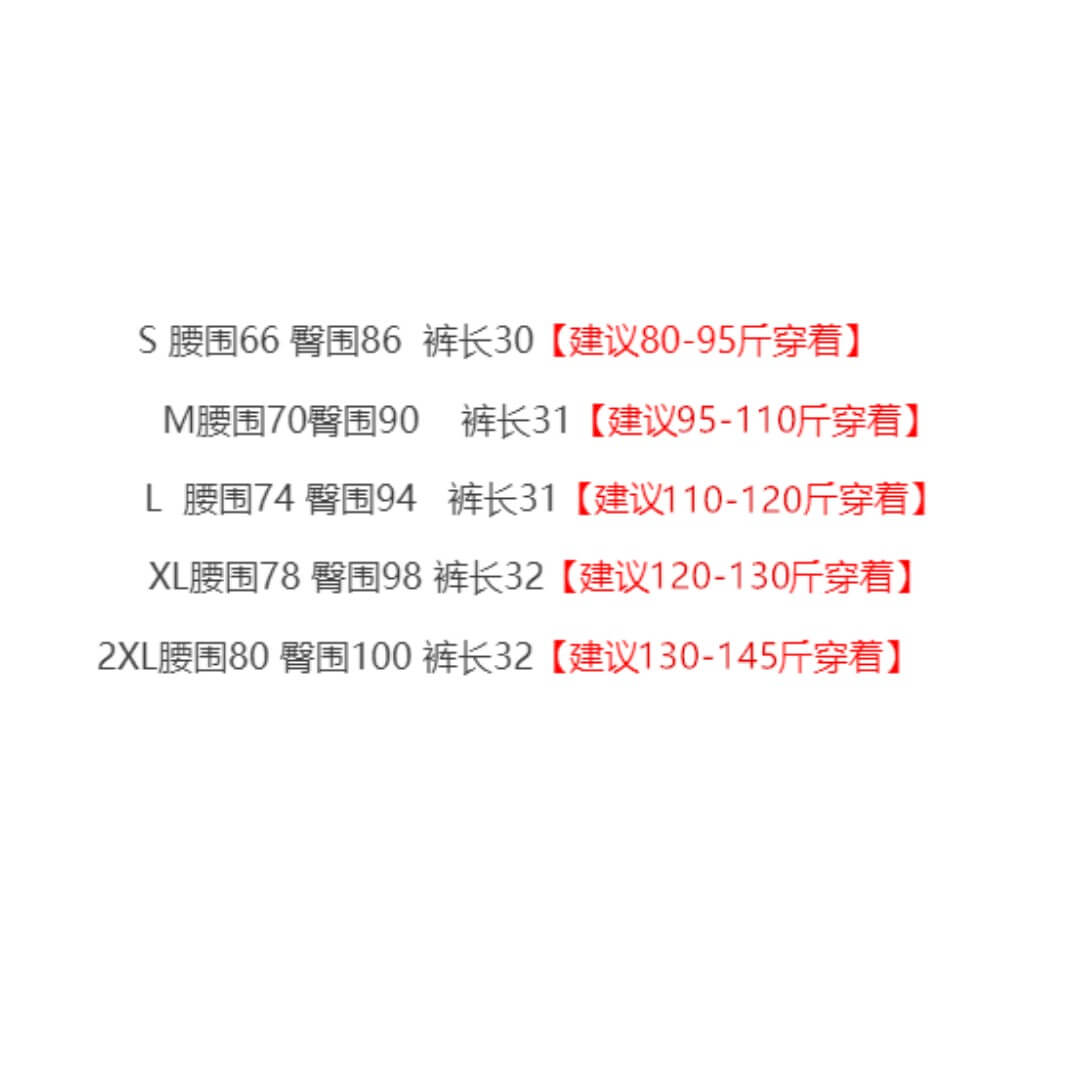 S 腰围66 臀围86 裤长30【建议80-95斤穿着】
M腰围70臀围90 裤长31【建议95-110斤穿着】
L 腰围74 臀围94 裤长31【建议110-120斤穿着】
XL腰围78 臀围98 裤长32【建议120-130斤穿着】
2XL腰围80 臀围100 裤长32【建议130-145斤穿着】